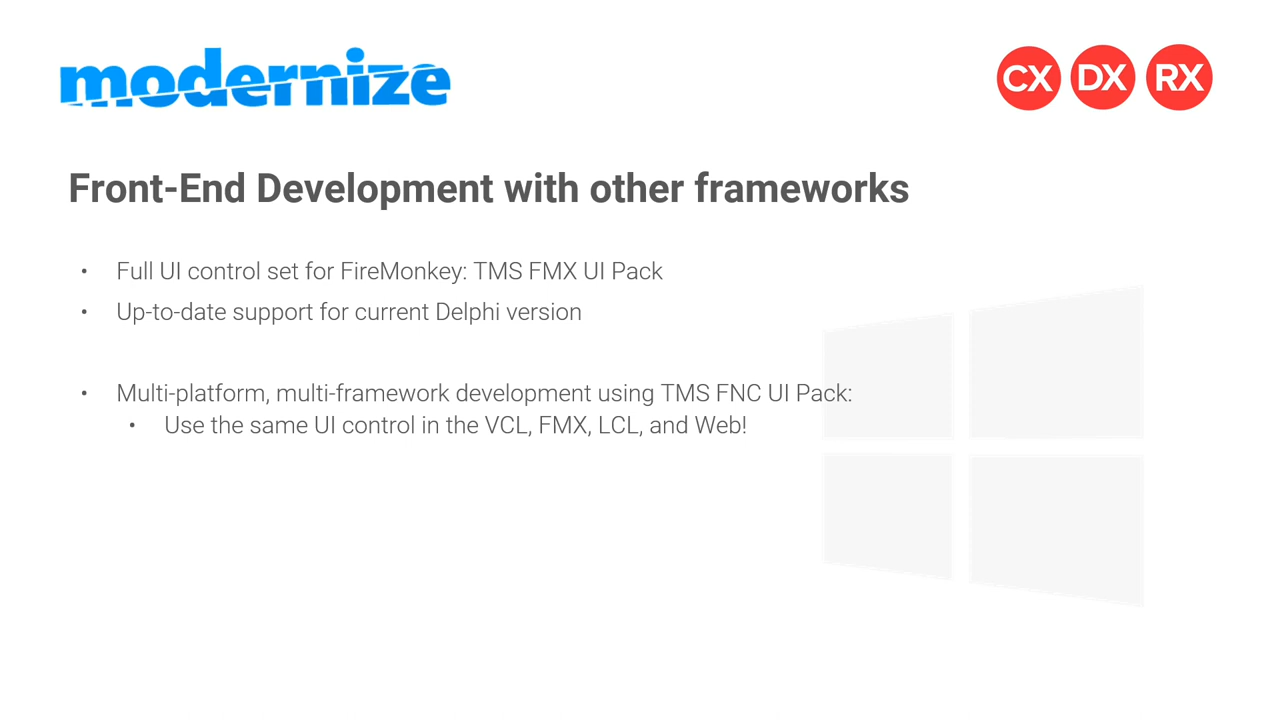 modernize
CX DX RX
Front-End Development with other frameworks
• Full UI control set for FireMonkey: TMS FMX UI Pack
• Up-to-date support for current Delphi version
• Multi-platform, multi-framework development using TMS FNC UI Pack:
• Use the same UI control in the VCL, FMX, LCL, and Web!